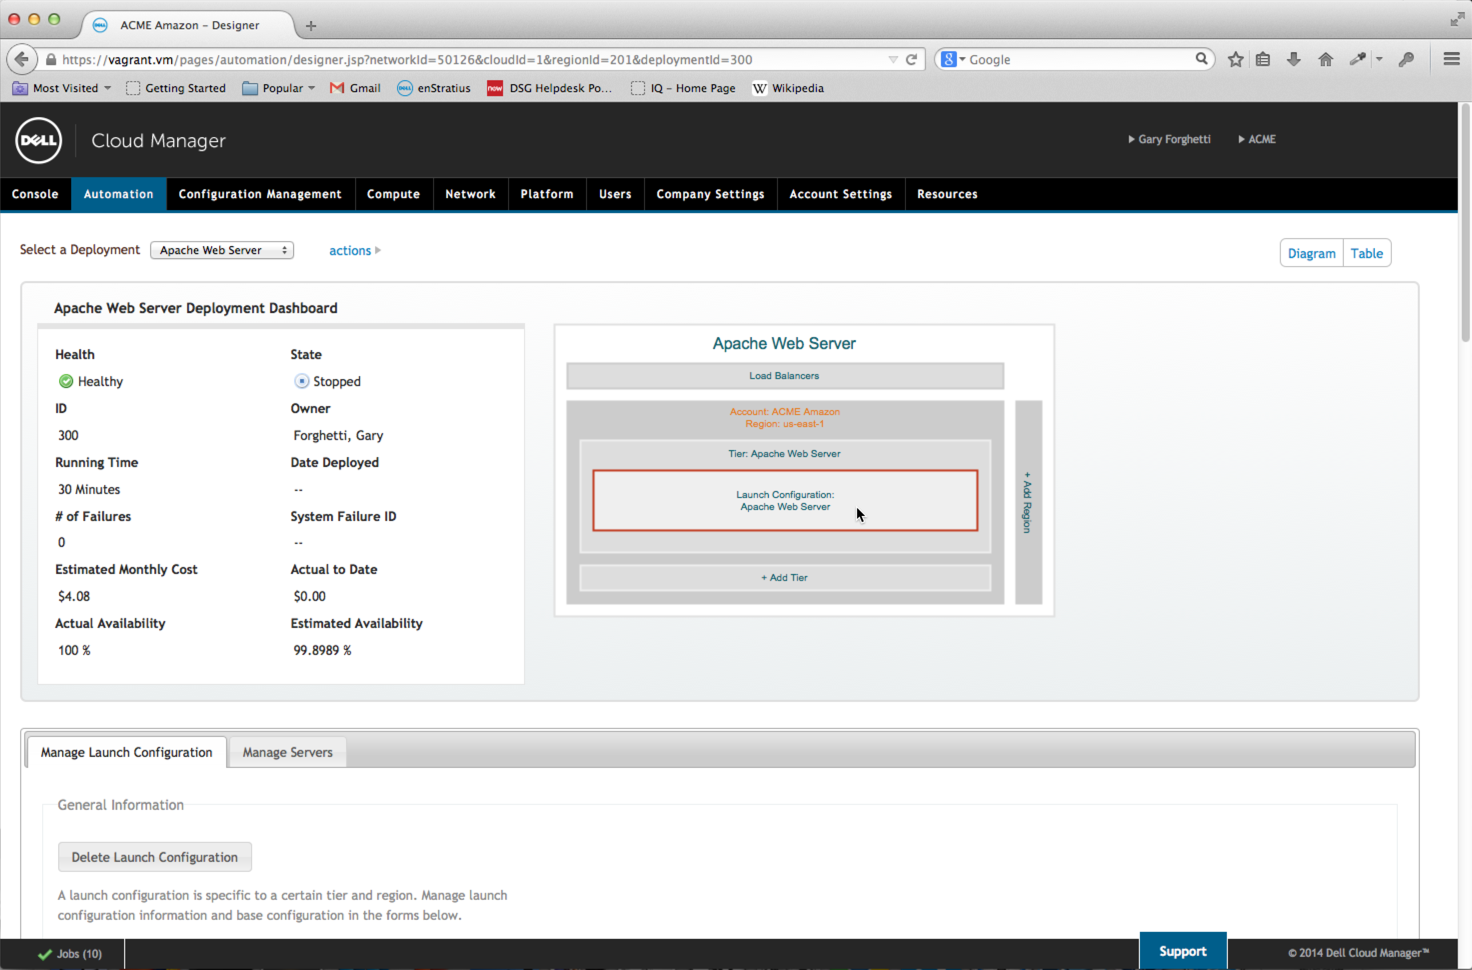 ACME Amazon – Designer
https://vagrant.vm/pages/automation/designer.jsp?networkId=50126&cloudId=1&regionId=201&deploymentId=300
Google
Most Visited
Getting Started
Popular
Gmail
enStratius
DSG Helpdesk Po...
IQ – Home Page
Wikipedia
DELL
Cloud Manager
Gary Forghetti
ACME
Console
Automation
Configuration Management
Compute
Network
Platform
Users
Company Settings
Account Settings
Resources
Select a Deployment
Apache Web Server
actions
Diagram
Table
Apache Web Server Deployment Dashboard
Health
State
Healthy
Stopped
ID
Owner
300
Forghetti, Gary
Running Time
Date Deployed
30 Minutes
--
# of Failures
System Failure ID
0
--
Estimated Monthly Cost
Actual to Date
$4.08
$0.00
Actual Availability
Estimated Availability
100 %
99.8989 %
Apache Web Server
Load Balancers
Account: ACME Amazon
Region: us-east-1
Tier: Apache Web Server
Launch Configuration:
Apache Web Server
+ Add Tier
+ Add Region
Manage Launch Configuration
Manage Servers
General Information
Delete Launch Configuration
A launch configuration is specific to a certain tier and region. Manage launch
configuration information and base configuration in the forms below.
Jobs (10)
Support
© 2014 Dell Cloud Manager™